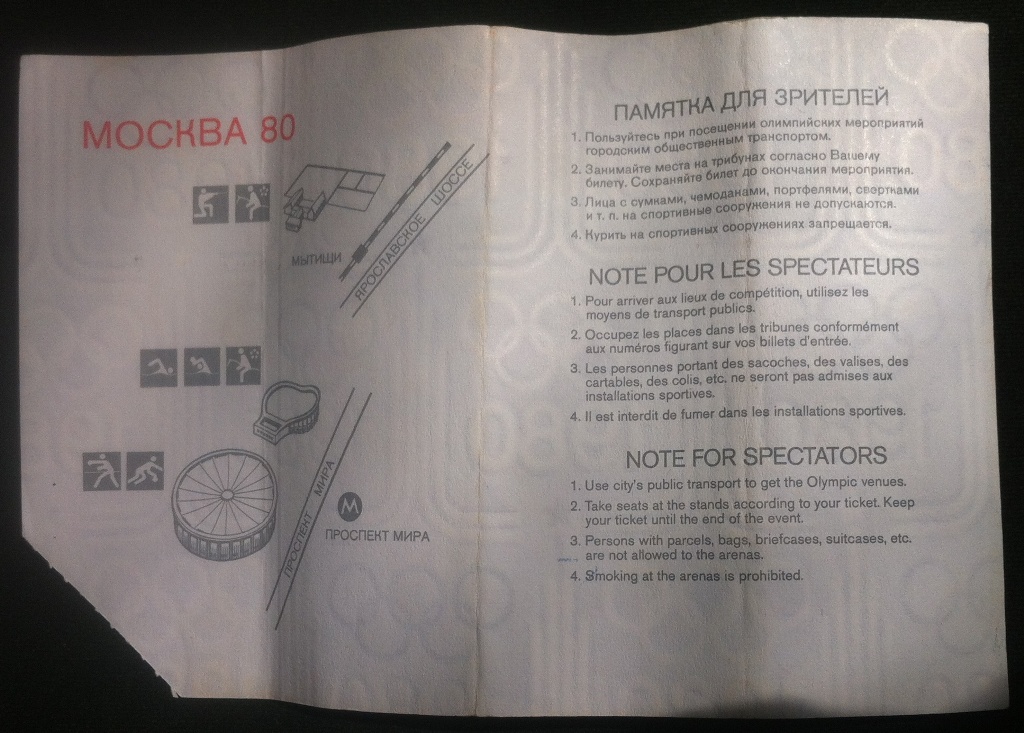 МОСКВА 80
МЫТИЩИ
ЯРОСЛАВСКОЕ ШОССЕ
ПРОСПЕКТ МИРА
М
ПРОСПЕКТ МИРА
ПАМЯТКА ДЛЯ ЗРИТЕЛЕЙ
1. Пользуйтесь при посещении олимпийских мероприятий
городским общественным транспортом.
2. Занимайте места на трибунах согласно Вашему
билету. Сохраняйте билет до окончания мероприятия.
3. Лица с сумками, чемоданами, портфелями, свертками
и т. п. на спортивные сооружения не допускаются.
4. Курить на спортивных сооружениях запрещается.
NOTE POUR LES SPECTATEURS
1. Pour arriver aux lieux de compétition, utilisez les
moyens de transport publics.
2. Occupez les places dans les tribunes conformément
aux numéros figurant sur vos billets d'entrée.
3. Les personnes portant des sacoches, des valises, des
cartables, des colis, etc. ne seront pas admises aux
installations sportives.
4. Il est interdit de fumer dans les installations sportives.
NOTE FOR SPECTATORS
1. Use city's public transport to get the Olympic venues.
2. Take seats at the stands according to your ticket. Keep
your ticket until the end of the event.
3. Persons with parcels, bags, briefcases, suitcases, etc.
are not allowed to the arenas.
4. Smoking at the arenas is prohibited.